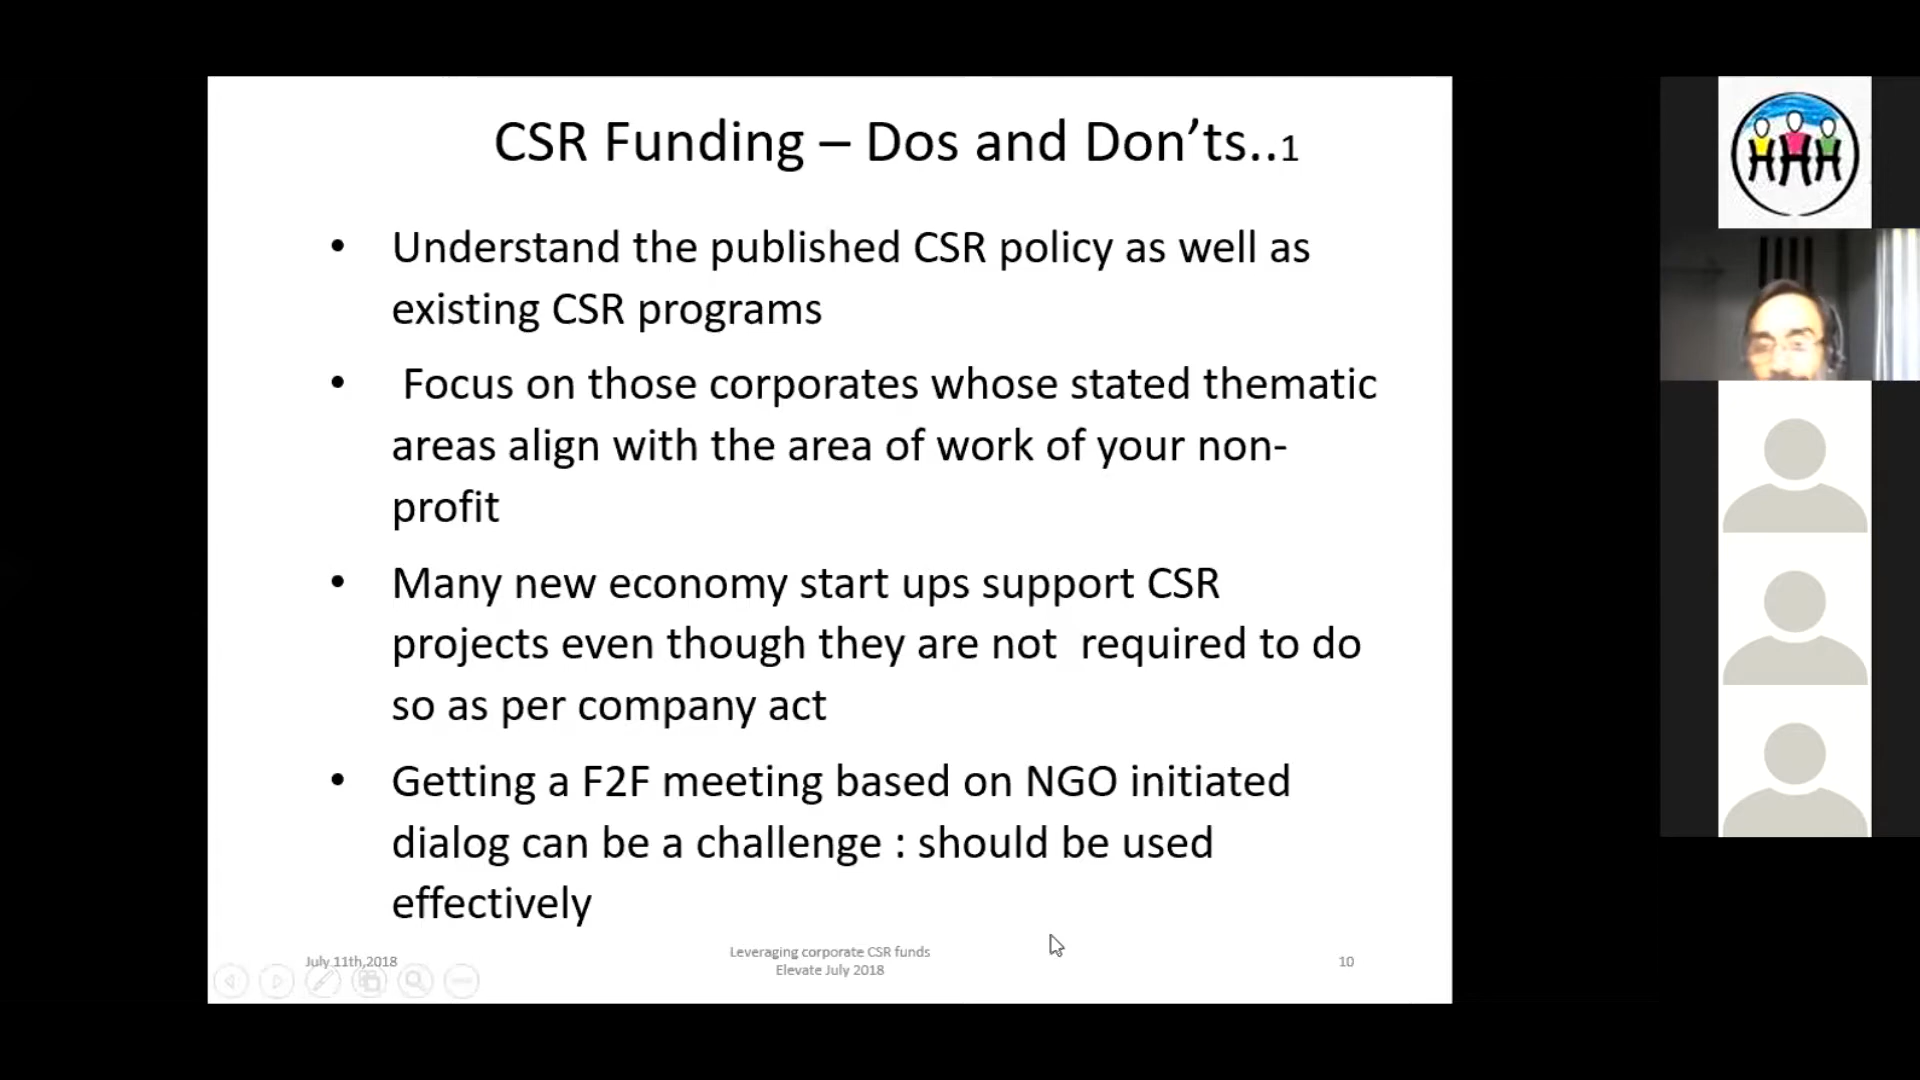 CSR Funding – Dos and Don’ts..1
• Understand the published CSR policy as well as
existing CSR programs
• Focus on those corporates whose stated thematic
areas align with the area of work of your non-
profit
• Many new economy start ups support CSR
projects even though they are not required to do
so as per company act
• Getting a F2F meeting based on NGO initiated
dialog can be a challenge : should be used
effectively
July 11th,2018
Leveraging corporate CSR funds
Elevate July 2018
10